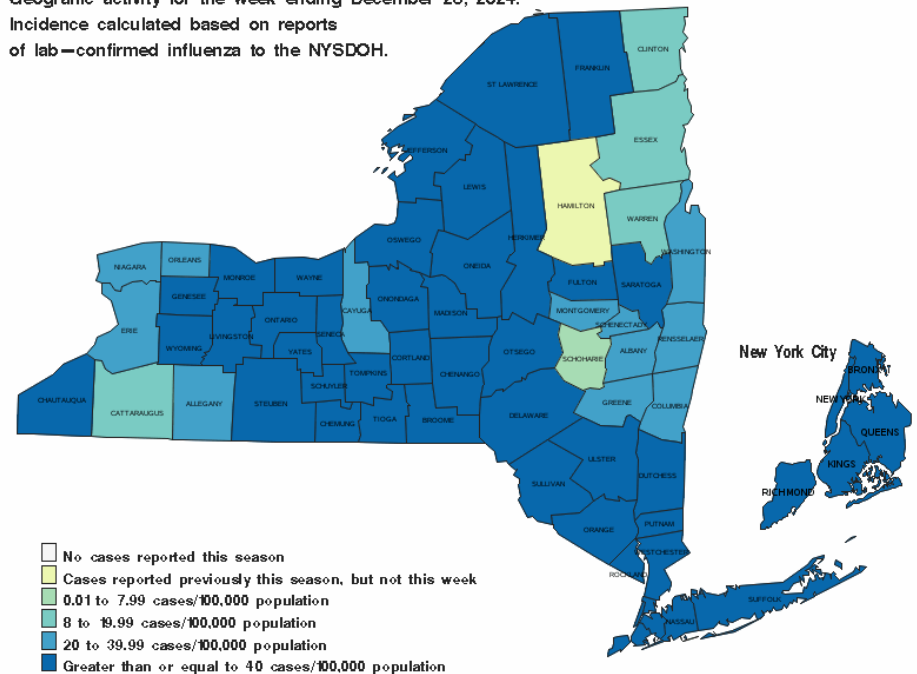 Incidence calculated based on reports
of lab-confirmed influenza to the NYSDOH.
CLINTON
FRANKLIN
ST LAWRENCE
ESSEX
JEFFERSON
LEWIS
HAMILTON
WARREN
HERKIMER
OSWEGO
WASHINGTON
ONEIDA
ORLEANS
NIAGARA
MONROE
WAYNE
FULTON
SARATOGA
GENESEE
ONONDAGA
CAYUGA
MADISON
MONTGOMERY
ONTARIO
SCHENECTADY
ERIE
LIVINGSTON
SENECA
RENSSELAER
WYOMING
YATES
OTSEGO
ALBANY
New York City
CORTLAND
SCHOHARIE
TOMPKINS
CHENANGO
BRONX
SCHUYLER
CHAUTAUQUA
NEW YORK
CATTARAUGUS
ALLEGANY
STEUBEN
GREENE
COLUMBIA
DELAWARE
CHEMUNG
TIOGA
BROOME
QUEENS
ULSTER
KINGS
DUTCHESS
SULLIVAN
RICHMOND
PUTNAM
ORANGE
WESTCHESTER
ROCKLAND
SUFFOLK
NASSAU
No cases reported this season
Cases reported previously this season, but not this week
0.01 to 7.99 cases/100,000 population
8 to 19.99 cases/100,000 population
20 to 39.99 cases/100,000 population
Greater than or equal to 40 cases/100,000 population